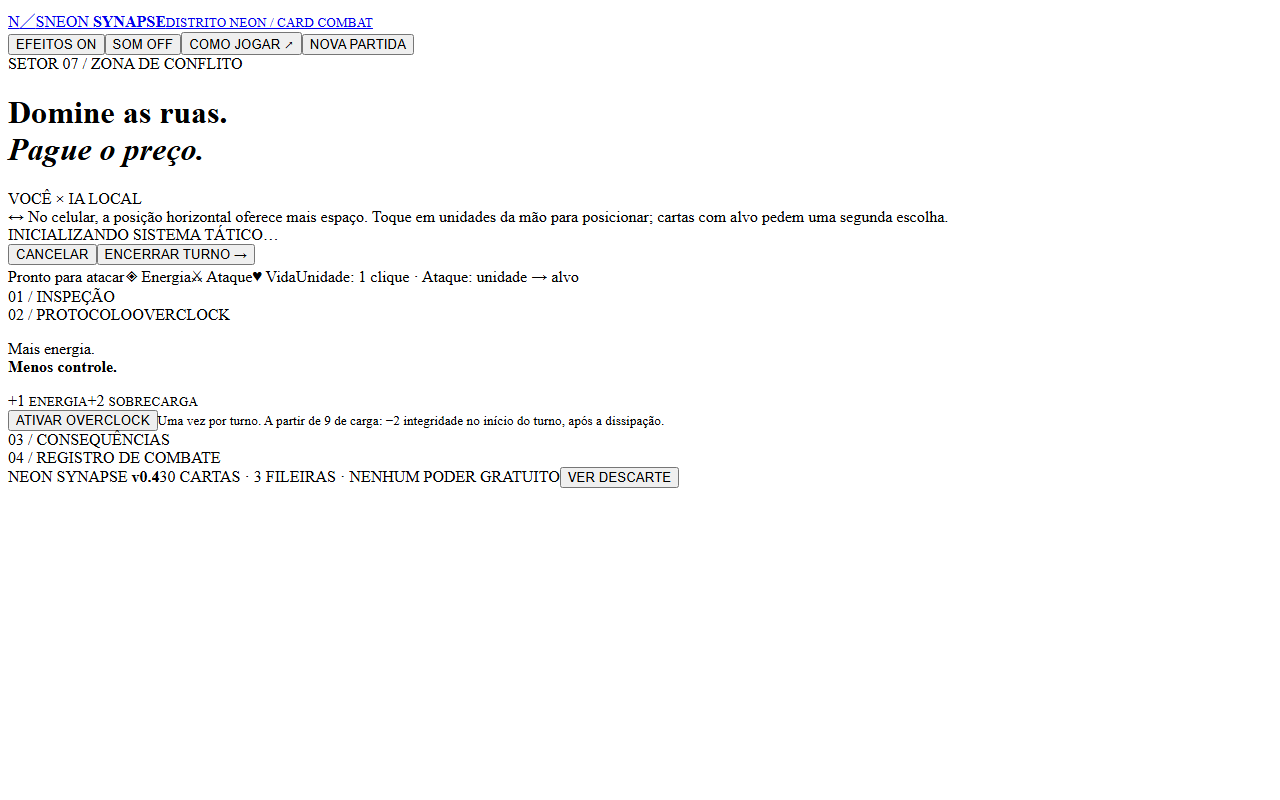 N╱SNEON SYNAPSEDISTRITO NEON / CARD COMBAT
EFEITOS ON SOM OFF COMO JOGAR ↗ NOVA PARTIDA
SETOR 07 / ZONA DE CONFLITO
Domine as ruas.
Pague o preço.
VOCÊ × IA LOCAL
↔ No celular, a posição horizontal oferece mais espaço. Toque em unidades da mão para posicionar; cartas com alvo pedem uma segunda escolha.
INICIALIZANDO SISTEMA TÁTICO…
CANCELAR ENCERRAR TURNO →
Pronto para atacar◈ Energia⚔ Ataque♥ VidaUnidade: 1 clique · Ataque: unidade → alvo
01 / INSPEÇÃO
02 / PROTOCOLOOVERCLOCK
Mais energia.
Menos controle.
+1 ENERGIA+2 SOBRECARGA
ATIVAR OVERCLOCK Uma vez por turno. A partir de 9 de carga: −2 integridade no início do turno, após a dissipação.
03 / CONSEQUÊNCIAS
04 / REGISTRO DE COMBATE
NEON SYNAPSE v0.430 CARTAS · 3 FILEIRAS · NENHUM PODER GRATUITO VER DESCARTE